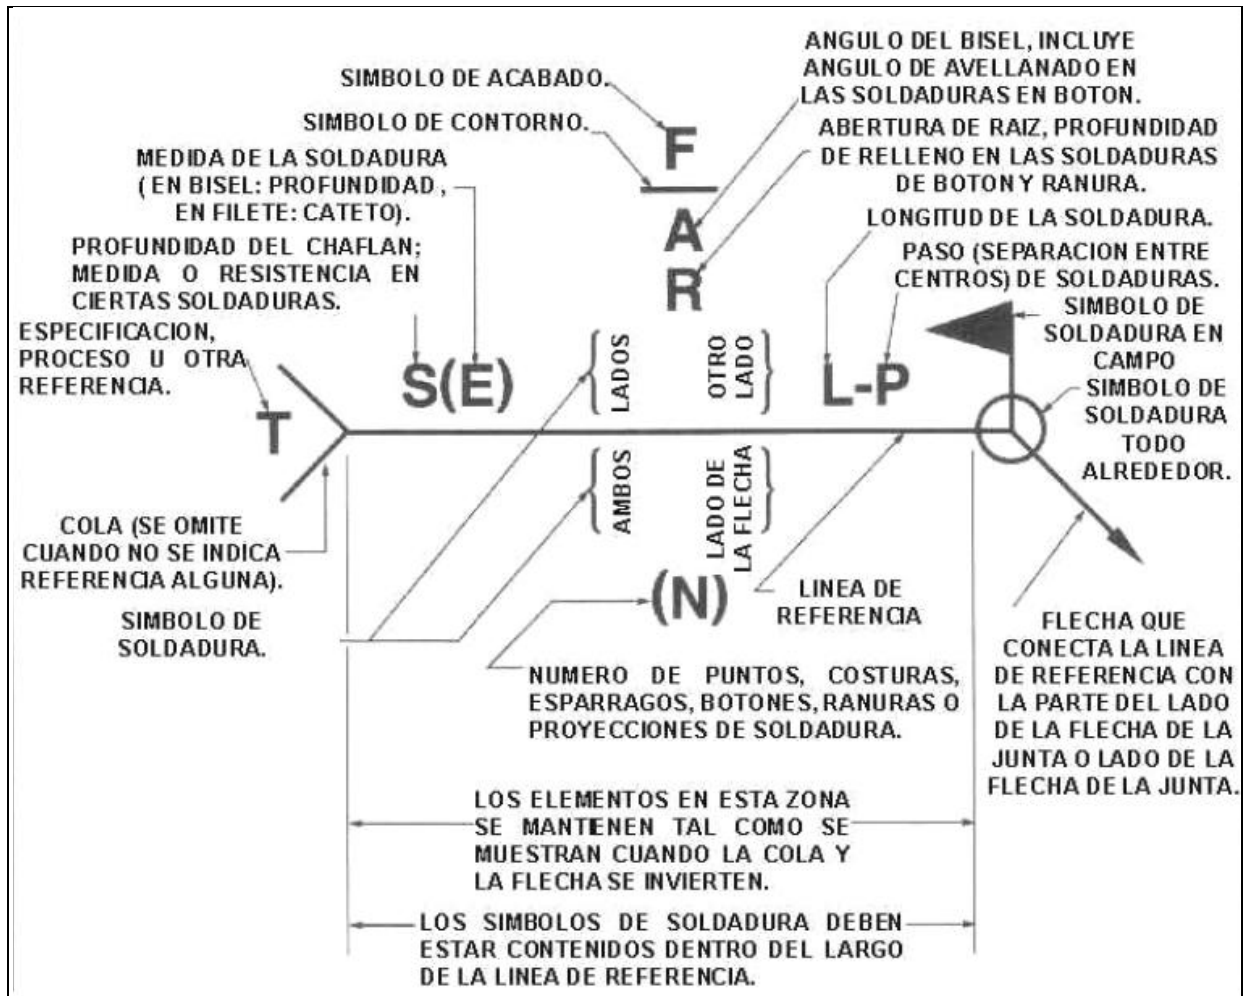 SIMBOLO DE ACABADO.
SIMBOLO DE CONTORNO.
MEDIDA DE LA SOLDADURA
( EN BISEL: PROFUNDIDAD ,
EN FILETE: CATETO).
PROFUNDIDAD DEL CHAFLAN;
MEDIDA O RESISTENCIA EN
CIERTAS SOLDADURAS.
ESPECIFICACION,
PROCESO U OTRA
REFERENCIA.
ANGULO DEL BISEL, INCLUYE
ANGULO DE AVELLANADO EN
LAS SOLDADURAS EN BOTON.
ABERTURA DE RAIZ, PROFUNDIDAD
DE RELLENO EN LAS SOLDADURAS
DE BOTON Y RANURA.
LONGITUD DE LA SOLDADURA.
PASO (SEPARACION ENTRE
CENTROS) DE SOLDADURAS.
SIMBOLO DE
SOLDADURA EN
CAMPO
SIMBOLO DE
SOLDADURA
TODO
ALREDEDOR.
F
A
R
T
S(E)
LADOS
OTRO
LADO
L-P
AMBOS
LADO DE
LA FLECHA
(N)
COLA (SE OMITE
CUANDO NO SE INDICA
REFERENCIA ALGUNA).
SIMBOLO DE
SOLDADURA.
LINEA DE
REFERENCIA
NUMERO DE PUNTOS, COSTURAS,
ESPARRAGOS, BOTONES, RANURAS O
PROYECCIONES DE SOLDADURA.
FLECHA QUE
CONECTA LA LINEA
DE REFERENCIA CON
LA PARTE DEL LADO
DE LA FLECHA DE LA
JUNTA O LADO DE LA
FLECHA DE LA JUNTA.
LOS ELEMENTOS EN ESTA ZONA
SE MANTIENEN TAL COMO SE
MUESTRAN CUANDO LA COLA Y
LA FLECHA SE INVIERTEN.
LOS SIMBOLOS DE SOLDADURA DEBEN
ESTAR CONTENIDOS DENTRO DEL LARGO
DE LA LINEA DE REFERENCIA.